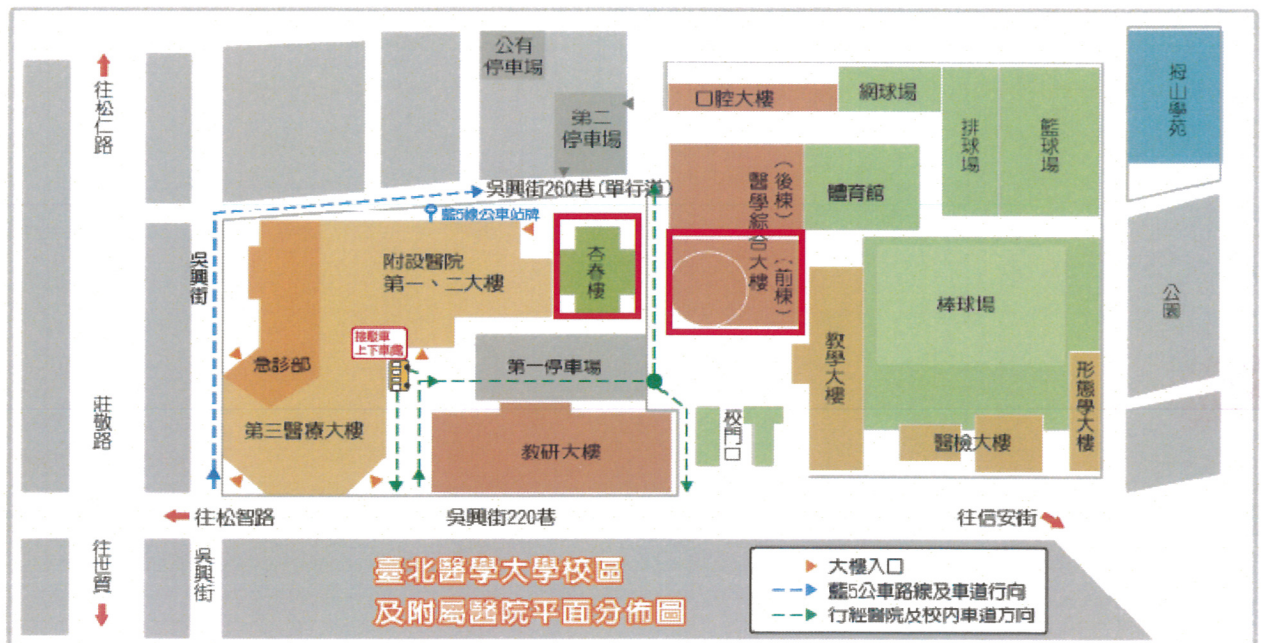 公有
停車場
第二
停車場
口腔大樓
網球場
排球場
籃球場
拇山學苑
往松仁路
吳興街260巷(單行道)
藍5線公車站牌
醫學綜合大樓
(後棟)
(前棟)
體育館
杏春樓
附設醫院
第一、二大樓
吳興街
棒球場
公園
接駁車
上下車處
急診部
第一停車場
教學大樓
形態學大樓
莊敬路
第三醫療大樓
教研大樓
校門口
醫檢大樓
往松智路
吳興街220巷
往信安街
往世貿
吳興街
臺北醫學大學校區
及附屬醫院平面分佈圖
大樓入口
藍5公車路線及車道行向
行經醫院及校內車道方向